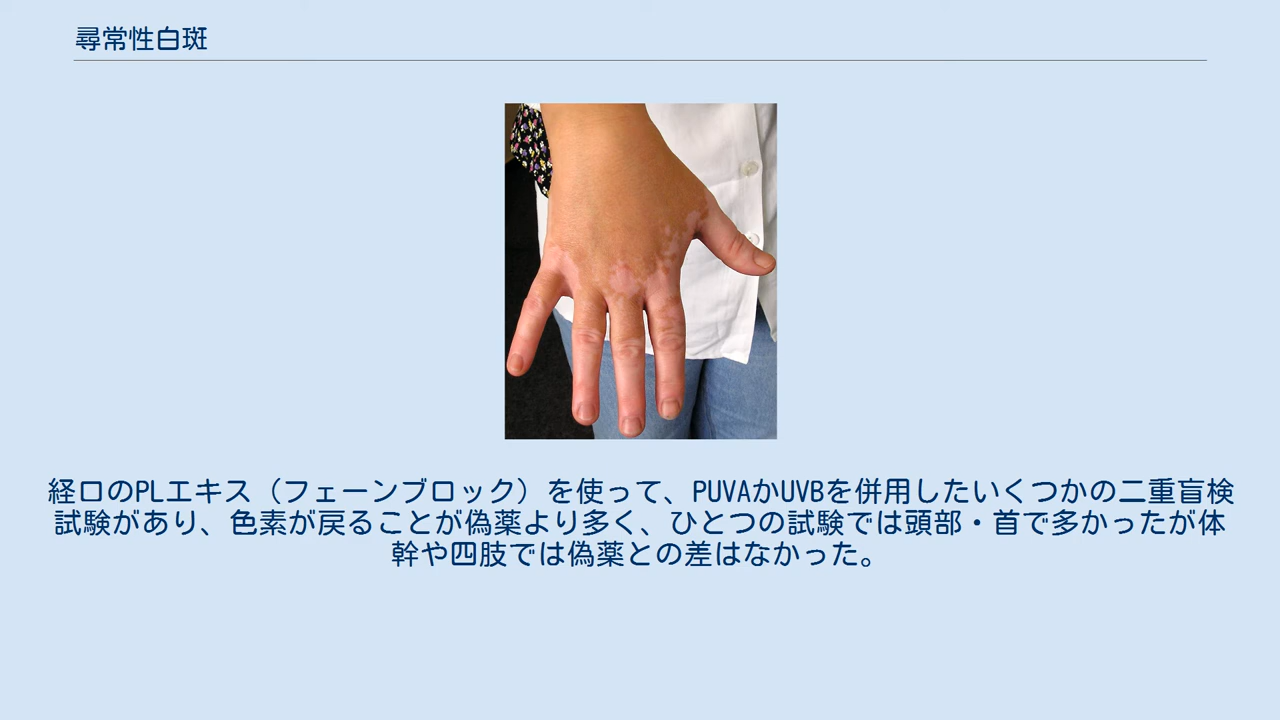 尋常性白斑
経口のPLエキス（フェーンブロック）を使って、PUVAかUVBを併用したいくつかの二重盲検
試験があり、色素が戻ることが偽薬より多く、ひとつの試験では頭部・首で多かったが体
幹や四肢では偽薬との差はなかった。